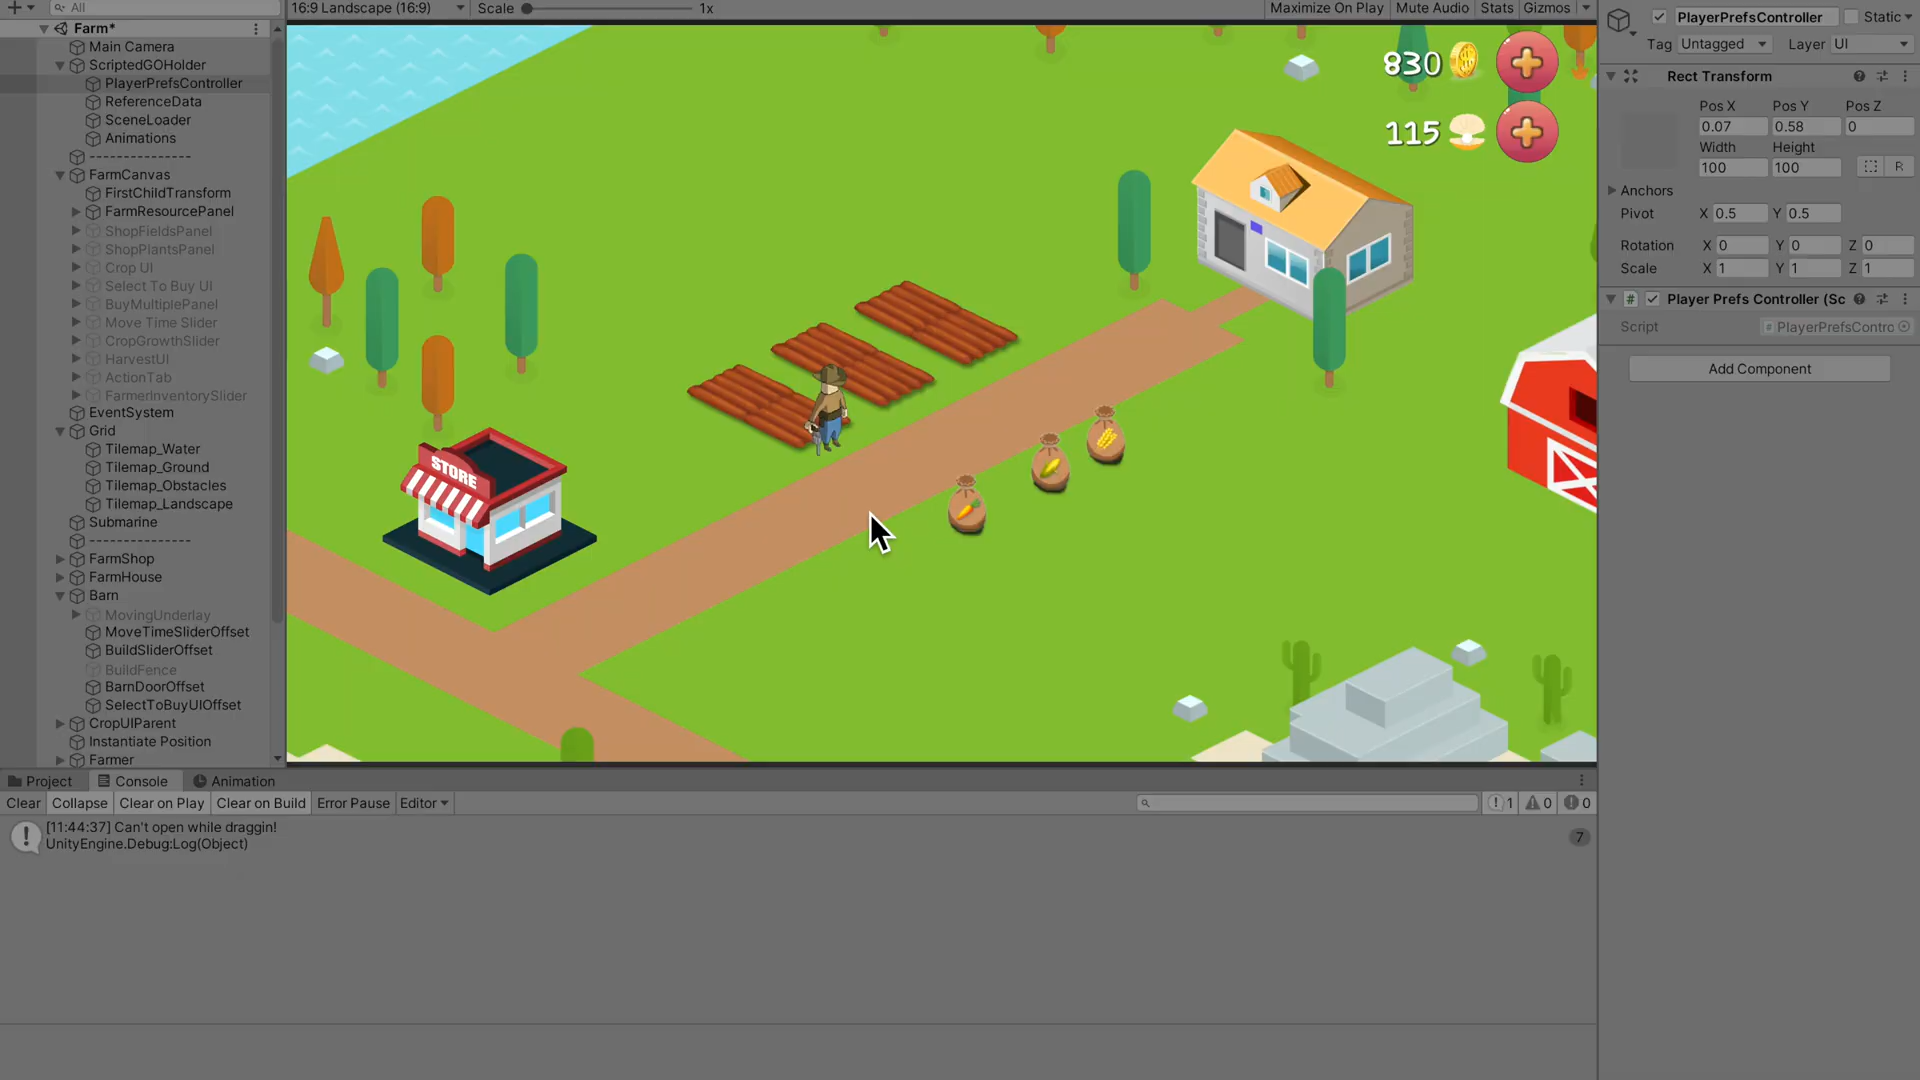 All
16:9 Landscape (16:9)
Scale
1x
Maximize On Play
Mute Audio
Stats
Gizmos
Farm*
Main Camera
ScriptedGOHolder
PlayerPrefsController
ReferenceData
SceneLoader
Animations
---------------
FarmCanvas
FirstChildTransform
FarmResourcePanel
ShopFieldsPanel
ShopPlantsPanel
Crop UI
Select To Buy UI
BuyMultiplePanel
Move Time Slider
CropGrowthSlider
HarvestUI
ActionTab
FarmerInventorySlider
EventSystem
Grid
Tilemap_Water
Tilemap_Ground
Tilemap_Obstacles
Tilemap_Landscape
Submarine
---------------
FarmShop
FarmHouse
Barn
MovingUnderlay
MoveTimeSliderOffset
BuildSliderOffset
BuildFence
BarnDoorOffset
SelectToBuyUIOffset
CropUIParent
Instantiate Position
Farmer
830
115
STORE
PlayerPrefsController
Static
Tag Untagged
Layer UI
Rect Transform
Pos X Pos Y Pos Z
0.07 0.58 0
Width Height
100 100
R
Anchors
Pivot X 0.5 Y 0.5
Rotation X 0 Y 0 Z 0
Scale X 1 Y 1 Z 1
Player Prefs Controller (Sc
Script PlayerPrefsContro
Add Component
Project
Console
Animation
Clear
Collapse
Clear on Play
Clear on Build
Error Pause
Editor
1
0
0
[11:44:37] Can't open while draggin!
UnityEngine.Debug:Log(Object)
7